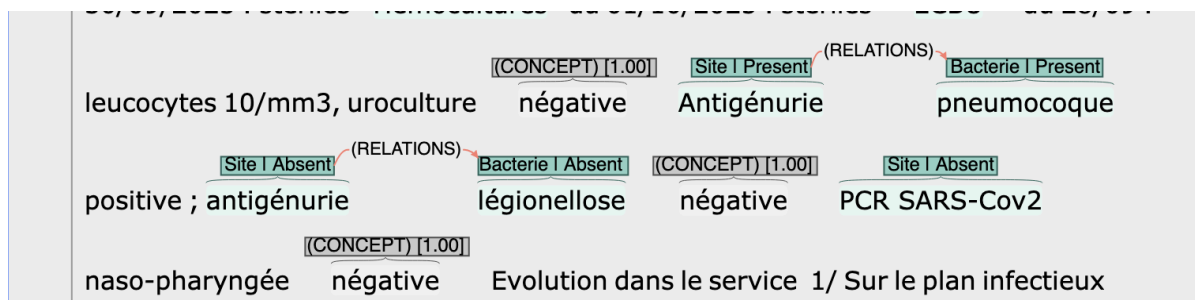 (RELATIONS)
(CONCEPT) [1.00] Site | Present Bacterie | Present
leucocytes 10/mm3, uroculture négative Antigénurie pneumocoque
(RELATIONS)
Site | Absent Bacterie | Absent (CONCEPT) [1.00] Site | Absent
positive ; antigénurie légionellose négative PCR SARS-Cov2
(CONCEPT) [1.00]
naso-pharyngée négative Evolution dans le service 1/ Sur le plan infectieux